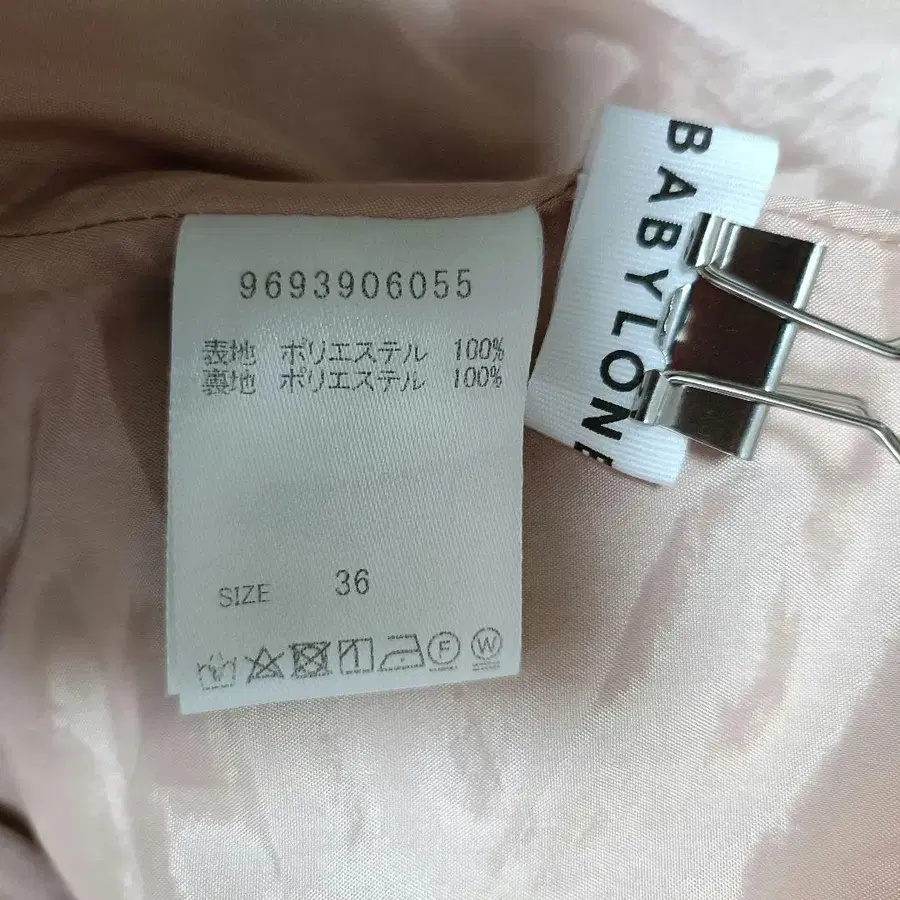 9693906055
表地 ポリエステル 100%
裏地 ポリエステル 100%
SIZE 36
F W
BABYLONE